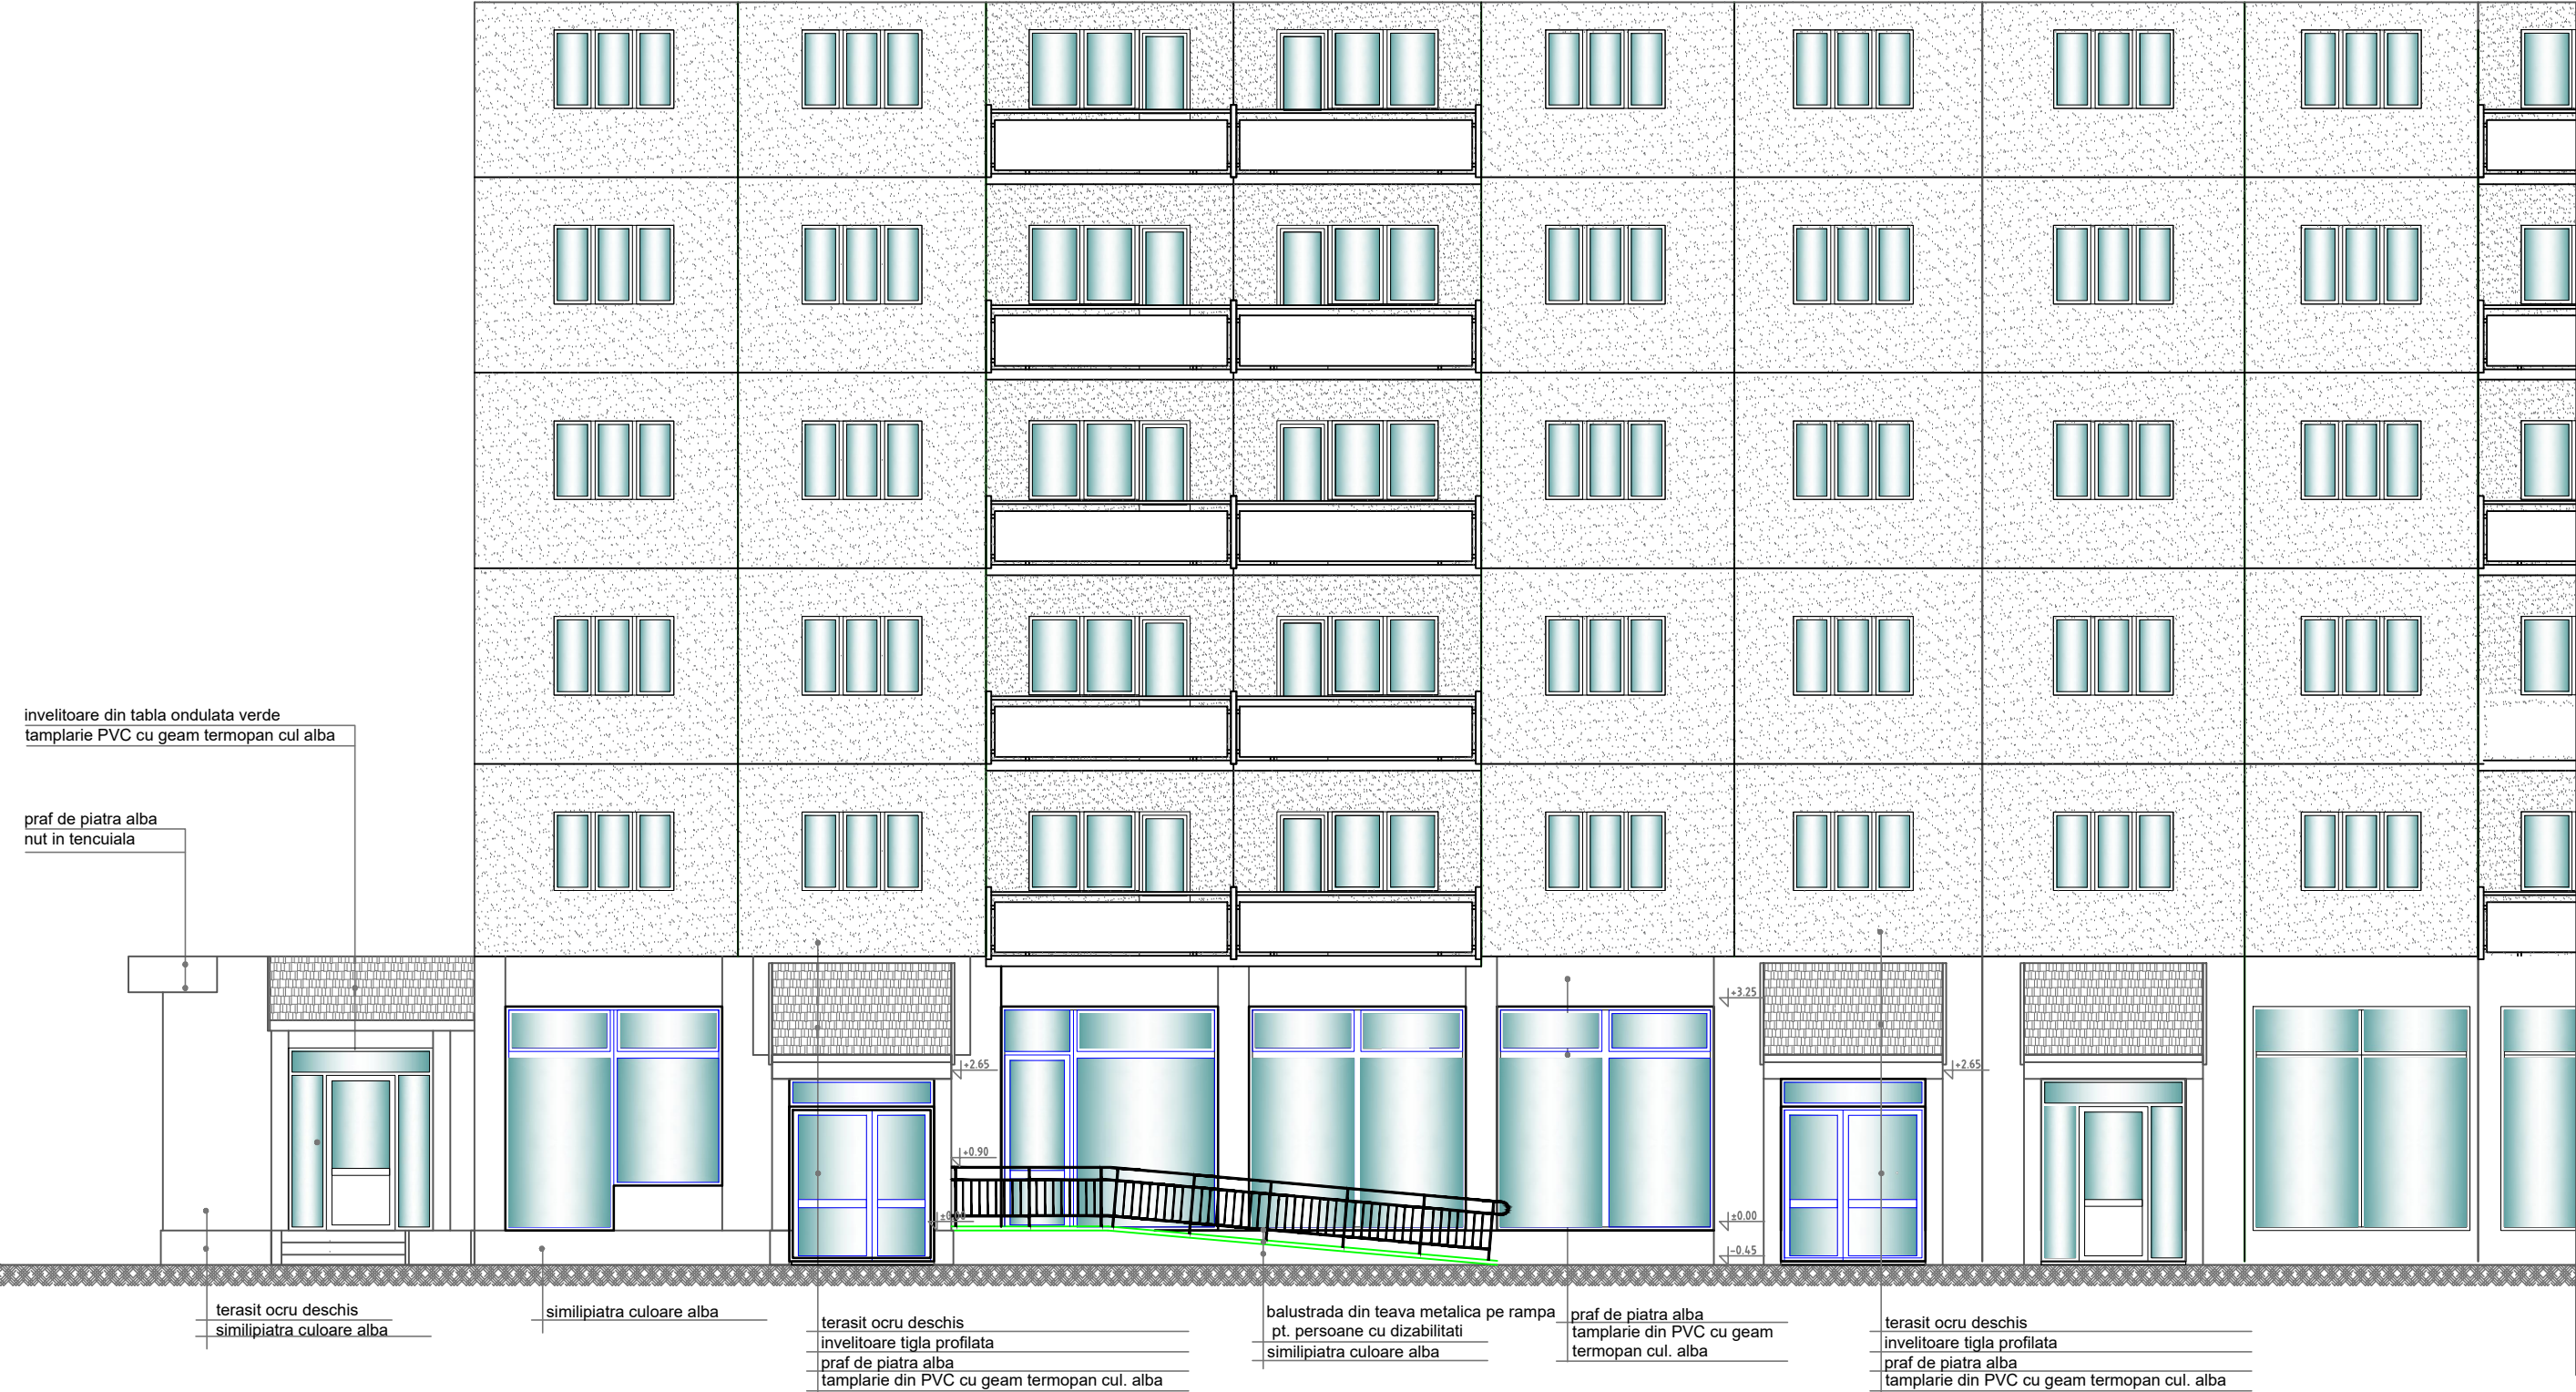 invelitoare din tabla ondulata verde
tamplarie PVC cu geam termopan cul alba
praf de piatra alba
nut in tencuiala
+3.25
+2.65
+2.65
+0.90
±0.00
±0.00
-0.45
terasit ocru deschis
similipiatra culoare alba
similipiatra culoare alba
terasit ocru deschis
invelitoare tigla profilata
praf de piatra alba
tamplarie din PVC cu geam termopan cul. alba
balustrada din teava metalica pe rampa
pt. persoane cu dizabilitati
similipiatra culoare alba
praf de piatra alba
tamplarie din PVC cu geam
termopan cul. alba
terasit ocru deschis
invelitoare tigla profilata
praf de piatra alba
tamplarie din PVC cu geam termopan cul. alba